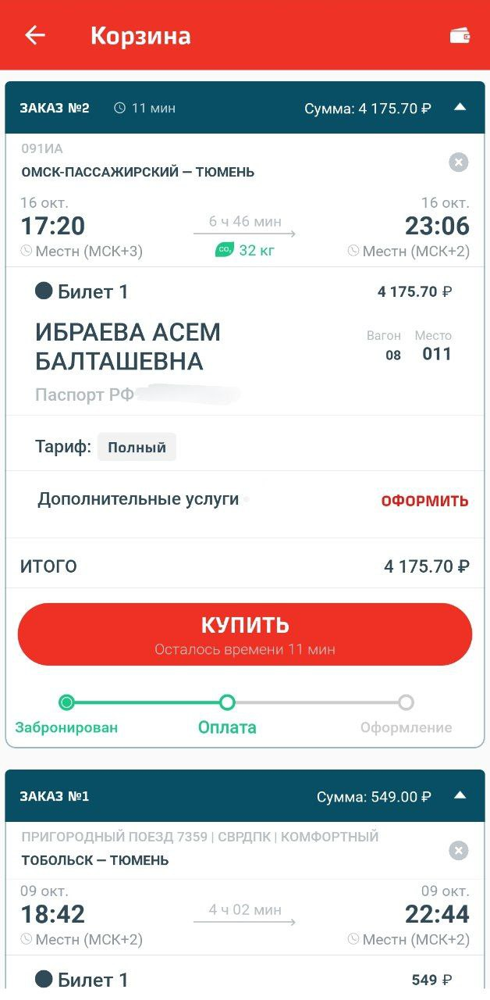 Корзина
ЗАКАЗ №2 11 мин Сумма: 4 175.70 ₽
091ИА
ОМСК-ПАССАЖИРСКИЙ — ТЮМЕНЬ
16 окт. 16 окт.
17:20 6 ч 46 мин 23:06
Местн (МСК+3) CO₂ 32 кг Местн (МСК+2)
Билет 1 4 175.70 ₽
ИБРАЕВА АСЕМ
БАЛТАШЕВНА
Вагон Место
08 011
Паспорт РФ
Тариф: Полный
Дополнительные услуги ОФОРМИТЬ
ИТОГО 4 175.70 ₽
КУПИТЬ
Осталось времени 11 мин
Забронирован Оплата Оформление
ЗАКАЗ №1 Сумма: 549.00 ₽
ПРИГОРОДНЫЙ ПОЕЗД 7359 | СВРДПК | КОМФОРТНЫЙ
ТОБОЛЬСК — ТЮМЕНЬ
09 окт. 09 окт.
18:42 4 ч 02 мин 22:44
Местн (МСК+2) Местн (МСК+2)
Билет 1 549 ₽